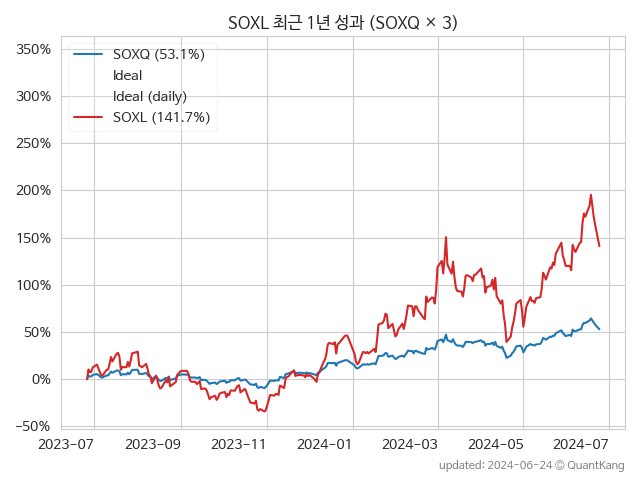 SOXL 최근 1년 성과 (SOXQ × 3)
SOXQ (53.1%)
Ideal
Ideal (daily)
SOXL (141.7%)
350%
300%
250%
200%
150%
100%
50%
0%
−50%
2023-07 2023-09 2023-11 2024-01 2024-03 2024-05 2024-07
updated: 2024-06-24 © QuantKang